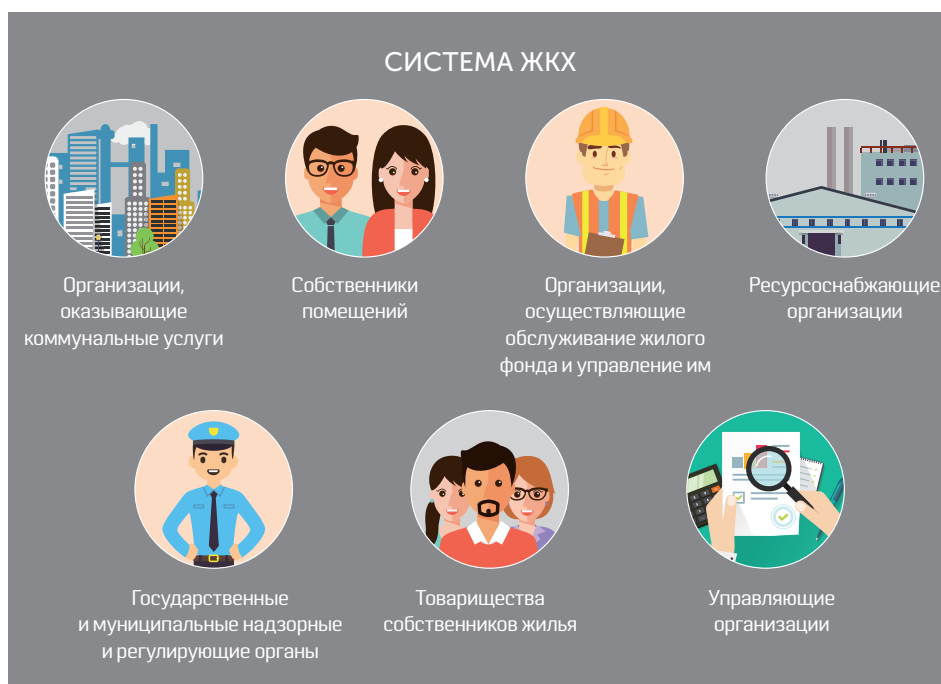 СИСТЕМА ЖКХ
Организации,
оказывающие
коммунальные услуги
Собственники
помещений
Организации,
осуществляющие
обслуживание жилого
фонда и управление им
Ресурсоснабжающие
организации
Государственные
и муниципальные надзорные
и регулирующие органы
Товарищества
собственников жилья
Управляющие
организации